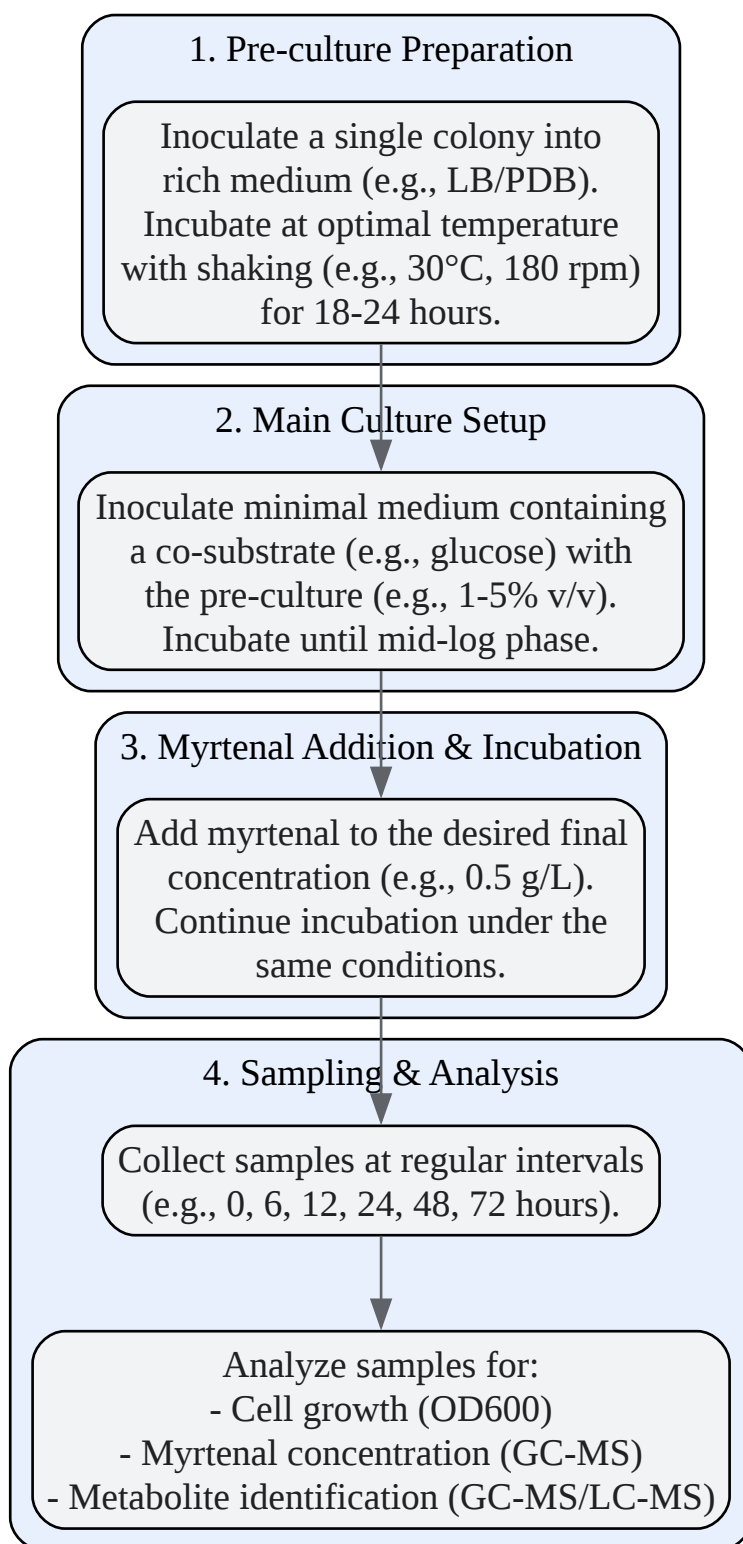 1. Pre-culture Preparation
Inoculate a single colony into
rich medium (e.g., LB/PDB).
Incubate at optimal temperature
with shaking (e.g., 30°C, 180 rpm)
for 18-24 hours.
2. Main Culture Setup
Inoculate minimal medium containing
a co-substrate (e.g., glucose) with
the pre-culture (e.g., 1-5% v/v).
Incubate until mid-log phase.
3. Myrtenal Addition & Incubation
Add myrtenal to the desired final
concentration (e.g., 0.5 g/L).
Continue incubation under the
same conditions.
4. Sampling & Analysis
Collect samples at regular intervals
(e.g., 0, 6, 12, 24, 48, 72 hours).
Analyze samples for:
- Cell growth (OD600)
- Myrtenal concentration (GC-MS)
- Metabolite identification (GC-MS/LC-MS)